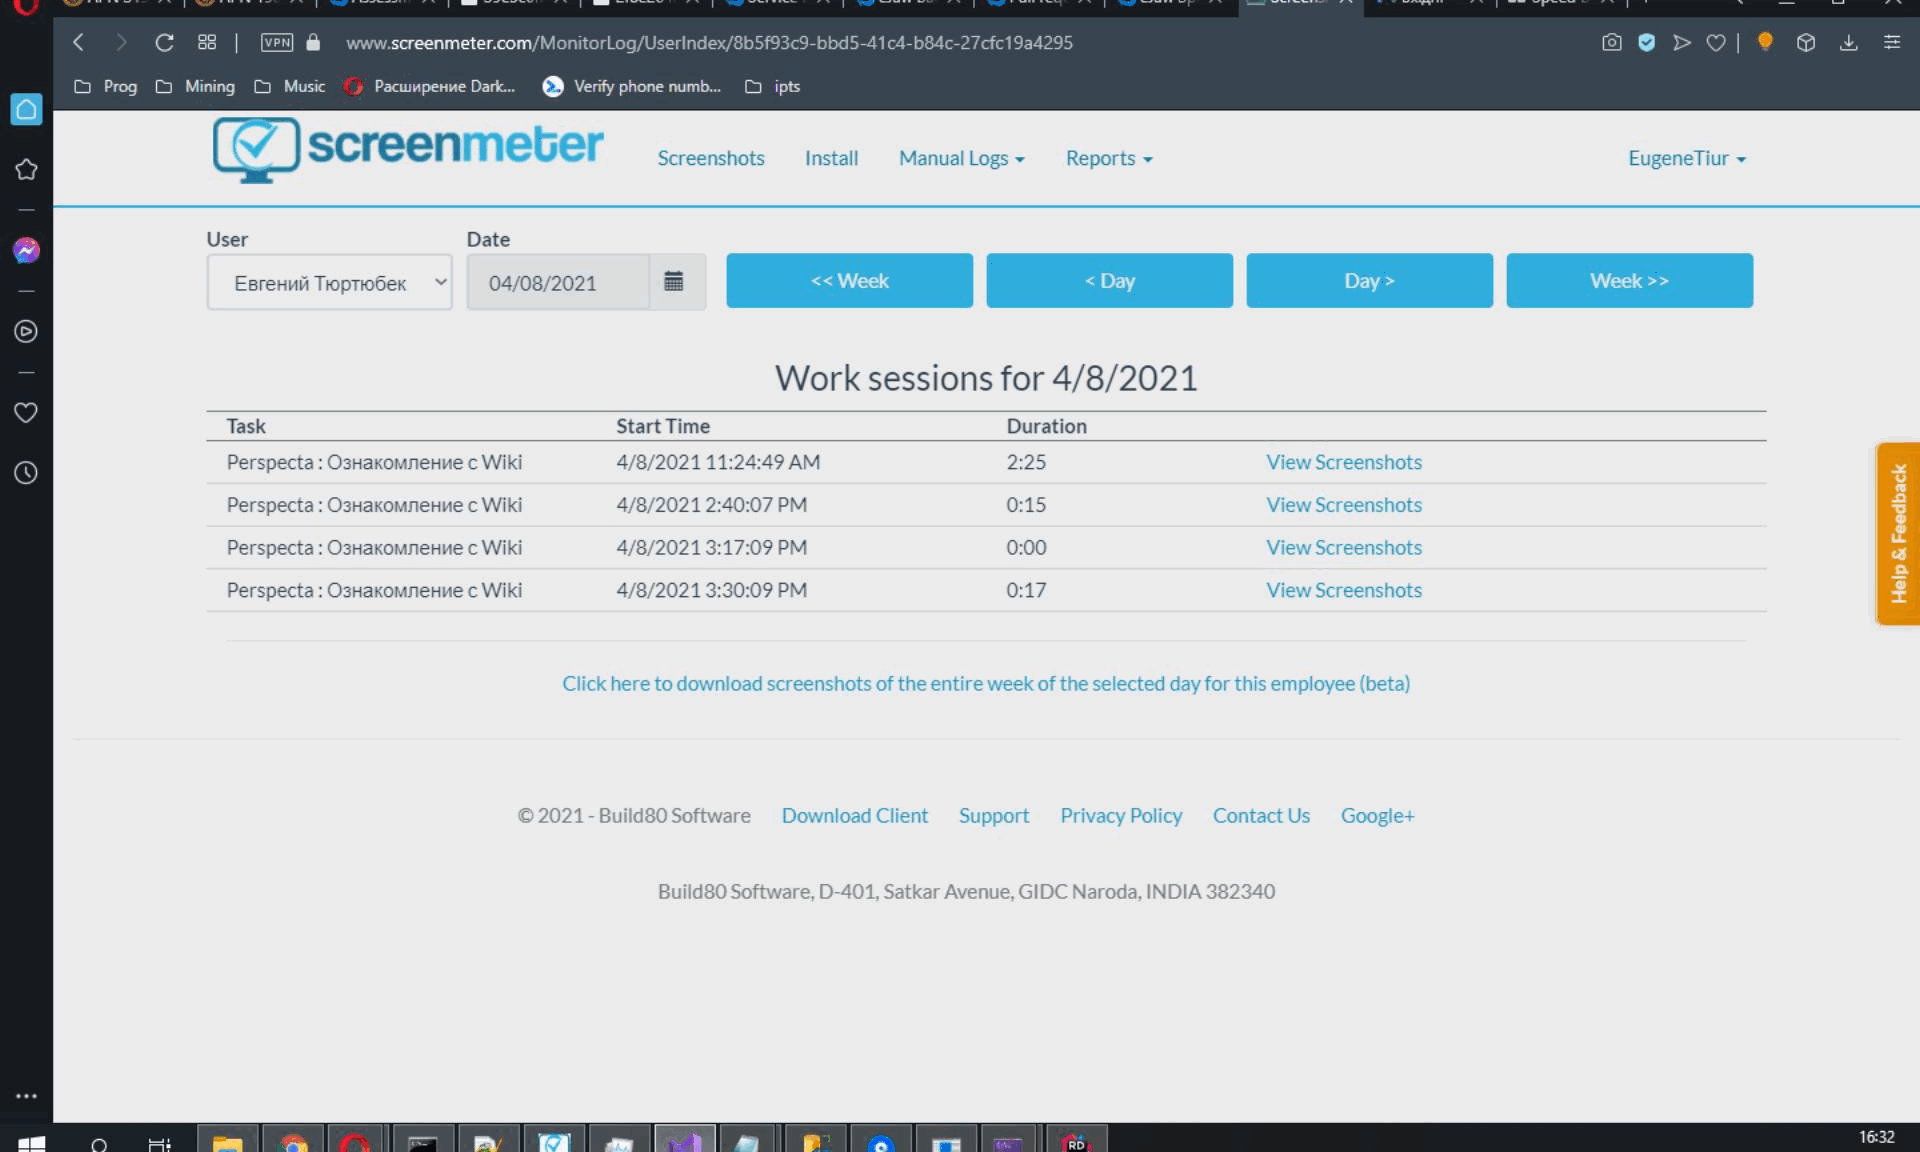 VPN
www.screenmeter.com/MonitorLog/UserIndex/8b5f93c9-bbd5-41c4-b84c-27cfc19a4295
Prog Mining Music Расширение Dark... Verify phone numb... ipts
screenmeter Screenshots Install Manual Logs Reports EugeneTiur
User Date
Евгений Тюртюбек 04/08/2021 << Week < Day Day > Week >>
Work sessions for 4/8/2021
Task Start Time Duration
Perspecta : Ознакомление с Wiki 4/8/2021 11:24:49 AM 2:25 View Screenshots
Perspecta : Ознакомление с Wiki 4/8/2021 2:40:07 PM 0:15 View Screenshots
Perspecta : Ознакомление с Wiki 4/8/2021 3:17:09 PM 0:00 View Screenshots
Perspecta : Ознакомление с Wiki 4/8/2021 3:30:09 PM 0:17 View Screenshots
Help & Feedback
Click here to download screenshots of the entire week of the selected day for this employee (beta)
© 2021 - Build80 Software Download Client Support Privacy Policy Contact Us Google+
Build80 Software, D-401, Satkar Avenue, GIDC Naroda, INDIA 382340
RD
16:32